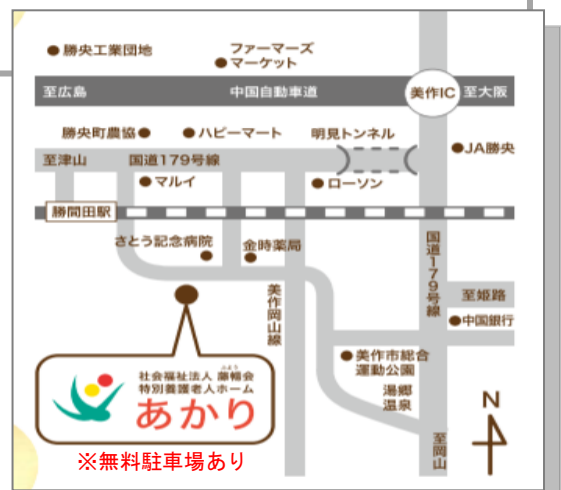 勝央工業団地
ファーマーズ
マーケット
至広島
中国自動車道
美作IC
至大阪
勝央町農協
ハピーマート
明見トンネル
JA勝央
至津山
国道179号線
マルイ
ローソン
勝間田駅
さとう記念病院
金時薬局
国道179号線
美作岡山線
至姫路
中国銀行
美作市総合
運動公園
湯郷
温泉
至岡山
N
ふよう
社会福祉法人 藤幡会
特別養護老人ホーム
あかり
※無料駐車場あり